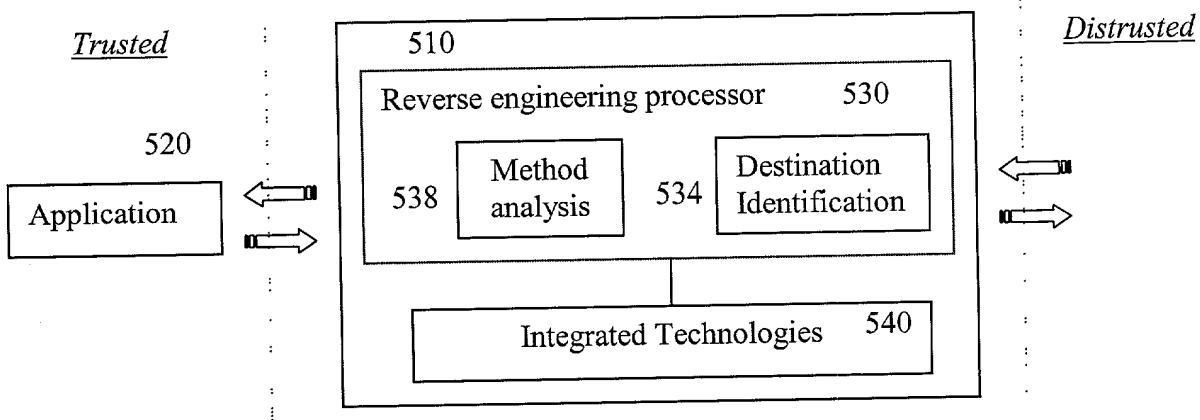 Trusted
Distrusted
510
Reverse engineering processor 530
520
Application
538
Method
analysis
534
Destination
Identification
Integrated Technologies 540